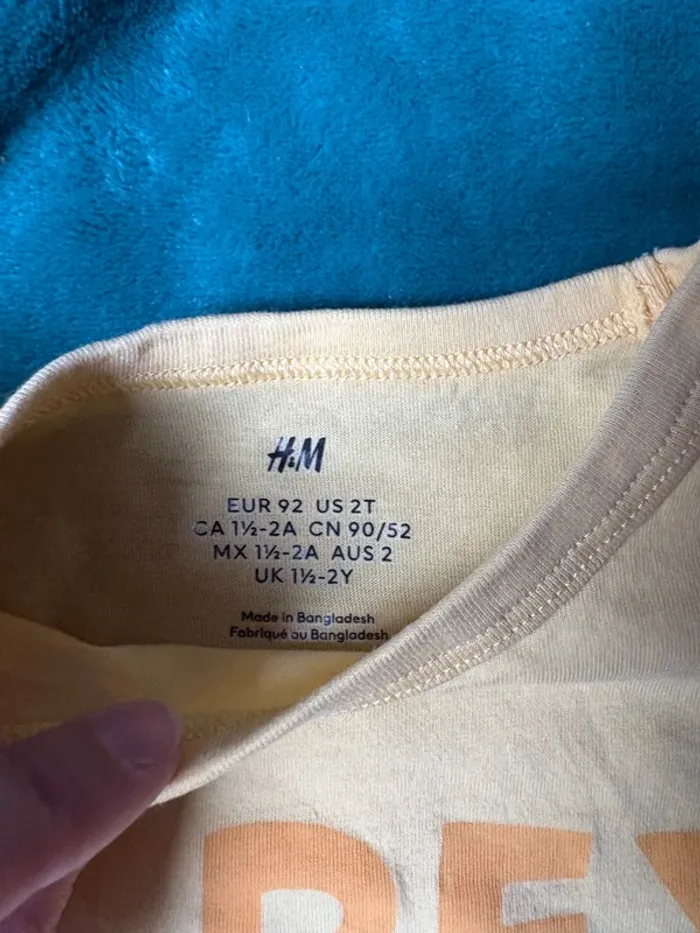 H&M
EUR 92 US 2T
CA 1½-2A CN 90/52
MX 1½-2A AUS 2
UK 1½-2Y
Made in Bangladesh
Fabriqué au Bangladesh